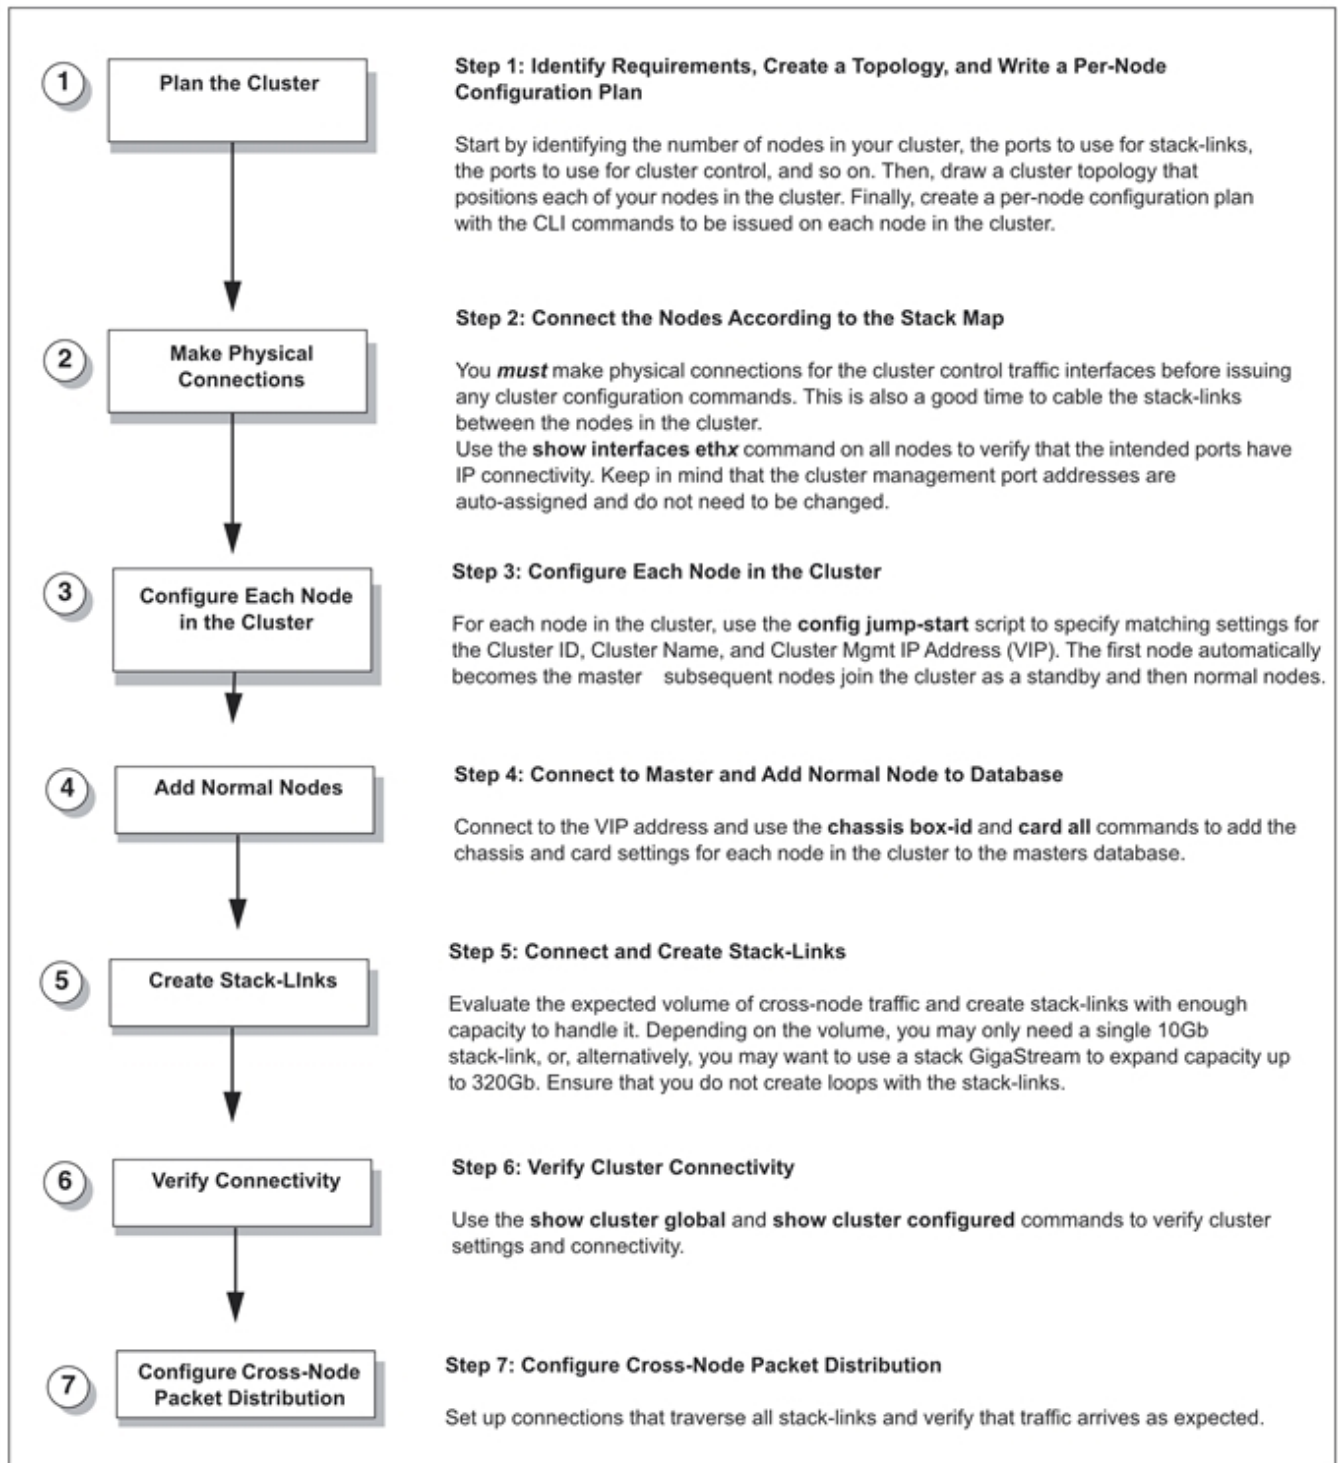 1
Plan the Cluster
Step 1: Identify Requirements, Create a Topology, and Write a Per-Node
Configuration Plan
Start by identifying the number of nodes in your cluster, the ports to use for stack-links,
the ports to use for cluster control, and so on. Then, draw a cluster topology that
positions each of your nodes in the cluster. Finally, create a per-node configuration plan
with the CLI commands to be issued on each node in the cluster.
2
Make Physical
Connections
Step 2: Connect the Nodes According to the Stack Map
You must make physical connections for the cluster control traffic interfaces before issuing
any cluster configuration commands. This is also a good time to cable the stack-links
between the nodes in the cluster.
Use the show interfaces ethx command on all nodes to verify that the intended ports have
IP connectivity. Keep in mind that the cluster management port addresses are
auto-assigned and do not need to be changed.
3
Configure Each Node
in the Cluster
Step 3: Configure Each Node in the Cluster
For each node in the cluster, use the config jump-start script to specify matching settings for
the Cluster ID, Cluster Name, and Cluster Mgmt IP Address (VIP). The first node automatically
becomes the master subsequent nodes join the cluster as a standby and then normal nodes.
4
Add Normal Nodes
Step 4: Connect to Master and Add Normal Node to Database
Connect to the VIP address and use the chassis box-id and card all commands to add the
chassis and card settings for each node in the cluster to the masters database.
5
Create Stack-LInks
Step 5: Connect and Create Stack-Links
Evaluate the expected volume of cross-node traffic and create stack-links with enough
capacity to handle it. Depending on the volume, you may only need a single 10Gb
stack-link, or, alternatively, you may want to use a stack GigaStream to expand capacity up
to 320Gb. Ensure that you do not create loops with the stack-links.
6
Verify Connectivity
Step 6: Verify Cluster Connectivity
Use the show cluster global and show cluster configured commands to verify cluster
settings and connectivity.
7
Configure Cross-Node
Packet Distribution
Step 7: Configure Cross-Node Packet Distribution
Set up connections that traverse all stack-links and verify that traffic arrives as expected.